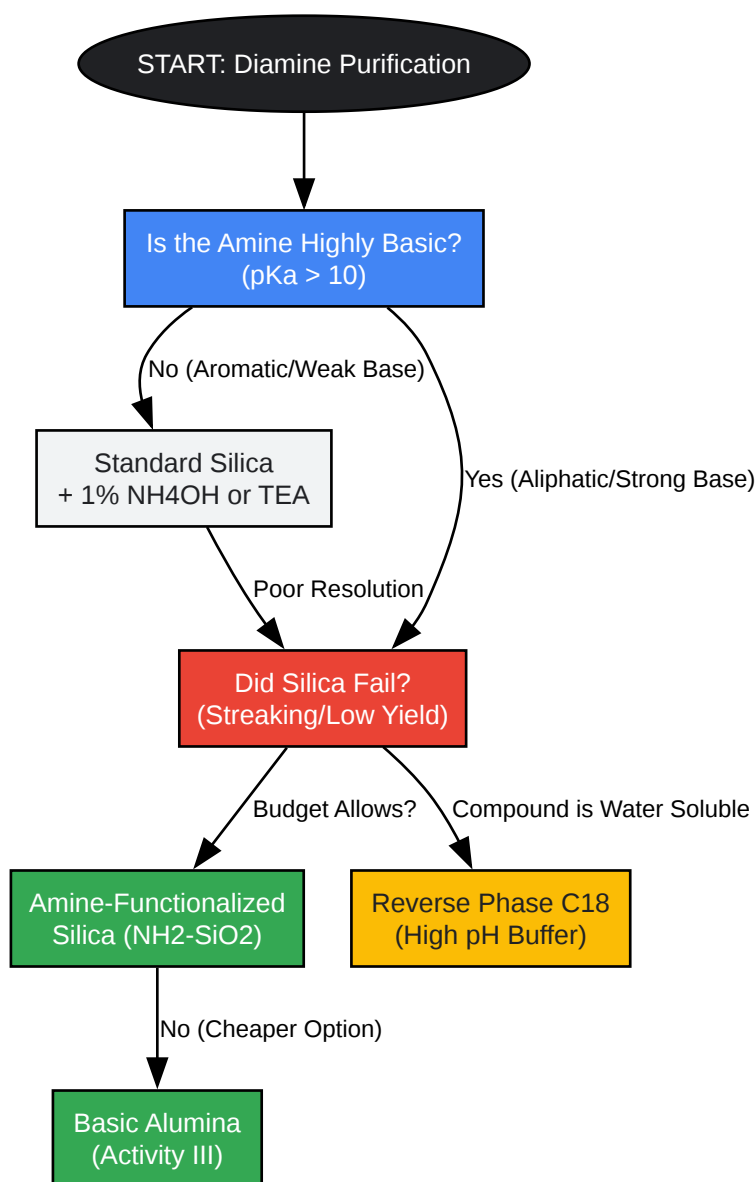 START: Diamine Purification
Is the Amine Highly Basic?
(pKa > 10)
No (Aromatic/Weak Base)
Standard Silica
+ 1% NH4OH or TEA
Yes (Aliphatic/Strong Base)
Poor Resolution
Did Silica Fail?
(Streaking/Low Yield)
Budget Allows?
Compound is Water Soluble
Amine-Functionalized
Silica (NH2-SiO2)
Reverse Phase C18
(High pH Buffer)
No (Cheaper Option)
Basic Alumina
(Activity III)